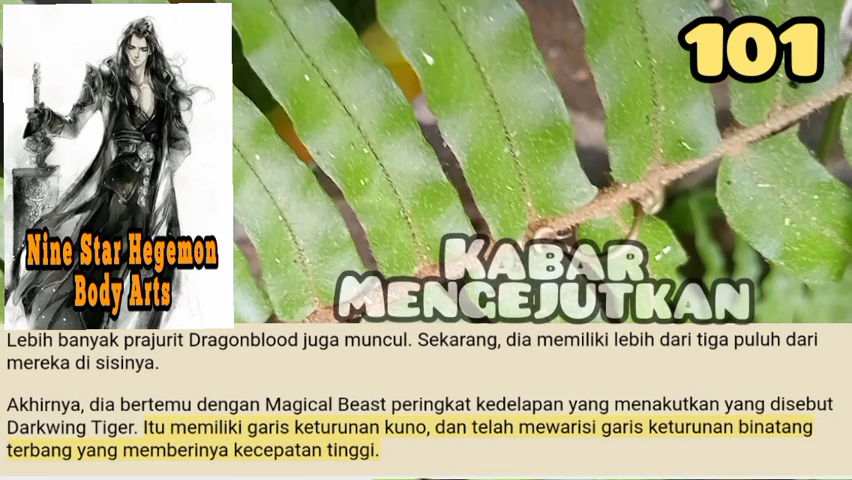 101
Nine Star Hegemon
Body Arts
KABAR
MENGEJUTKAN
Lebih banyak prajurit Dragonblood juga muncul. Sekarang, dia memiliki lebih dari tiga puluh dari
mereka di sisinya.
Akhirnya, dia bertemu dengan Magical Beast peringkat kedelapan yang menakutkan yang disebut
Darkwing Tiger. Itu memiliki garis keturunan kuno, dan telah mewarisi garis keturunan binatang
terbang yang memberinya kecepatan tinggi.